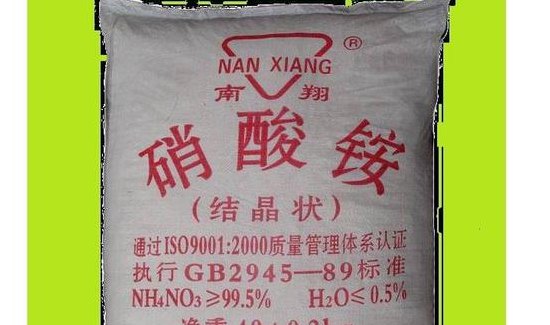 NAN XIANG ®
南翔
硝酸铵
(结晶状)
通过ISO9001:2000质量管理体系认证
执行GB2945—89标准
NH₄NO₃≥99.5% H₂O≤0.5%
净重